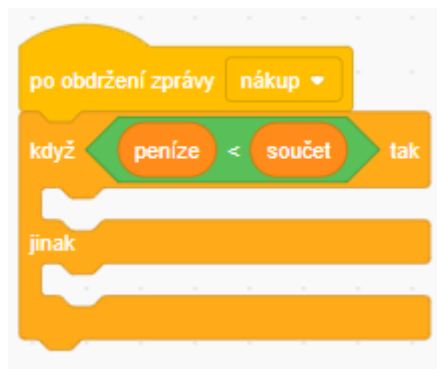 po obdržení zprávy nákup
když peníze < součet tak
jinak